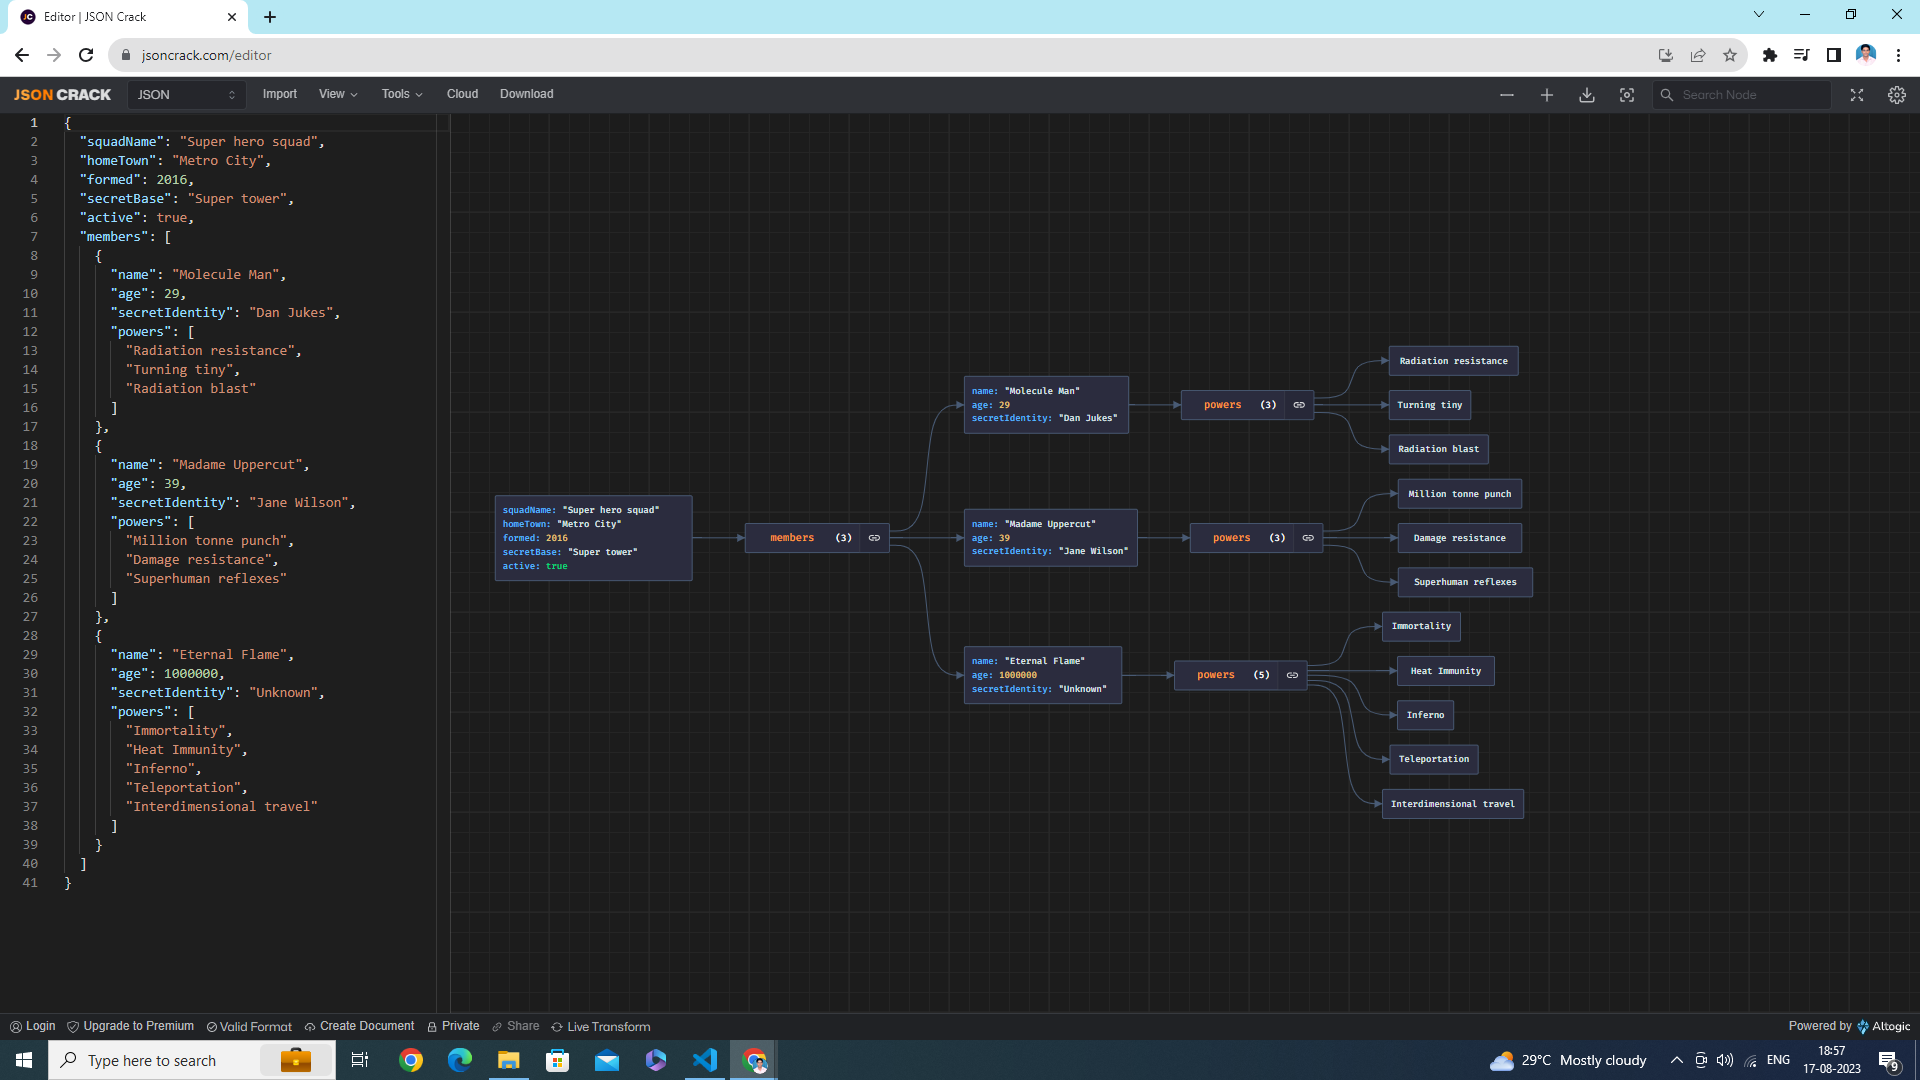 Editor | JSON Crack
jsoncrack.com/editor
JSON CRACK JSON Import View Tools Cloud Download Search Node
1 {
2 "squadName": "Super hero squad",
3 "homeTown": "Metro City",
4 "formed": 2016,
5 "secretBase": "Super tower",
6 "active": true,
7 "members": [
8 {
9 "name": "Molecule Man",
10 "age": 29,
11 "secretIdentity": "Dan Jukes",
12 "powers": [
13 "Radiation resistance",
14 "Turning tiny",
15 "Radiation blast"
16 ]
17 },
18 {
19 "name": "Madame Uppercut",
20 "age": 39,
21 "secretIdentity": "Jane Wilson",
22 "powers": [
23 "Million tonne punch",
24 "Damage resistance",
25 "Superhuman reflexes"
26 ]
27 },
28 {
29 "name": "Eternal Flame",
30 "age": 1000000,
31 "secretIdentity": "Unknown",
32 "powers": [
33 "Immortality",
34 "Heat Immunity",
35 "Inferno",
36 "Teleportation",
37 "Interdimensional travel"
38 ]
39 }
40 ]
41 }
squadName: "Super hero squad"
homeTown: "Metro City"
formed: 2016
secretBase: "Super tower"
active: true
members (3)
name: "Molecule Man"
age: 29
secretIdentity: "Dan Jukes"
powers (3)
Radiation resistance
Turning tiny
Radiation blast
name: "Madame Uppercut"
age: 39
secretIdentity: "Jane Wilson"
powers (3)
Million tonne punch
Damage resistance
Superhuman reflexes
name: "Eternal Flame"
age: 1000000
secretIdentity: "Unknown"
powers (5)
Immortality
Heat Immunity
Inferno
Teleportation
Interdimensional travel
Login Upgrade to Premium Valid Format Create Document Private Share Live Transform Powered by Altogic
Type here to search 29°C Mostly cloudy ENG 18:57
17-08-2023 9